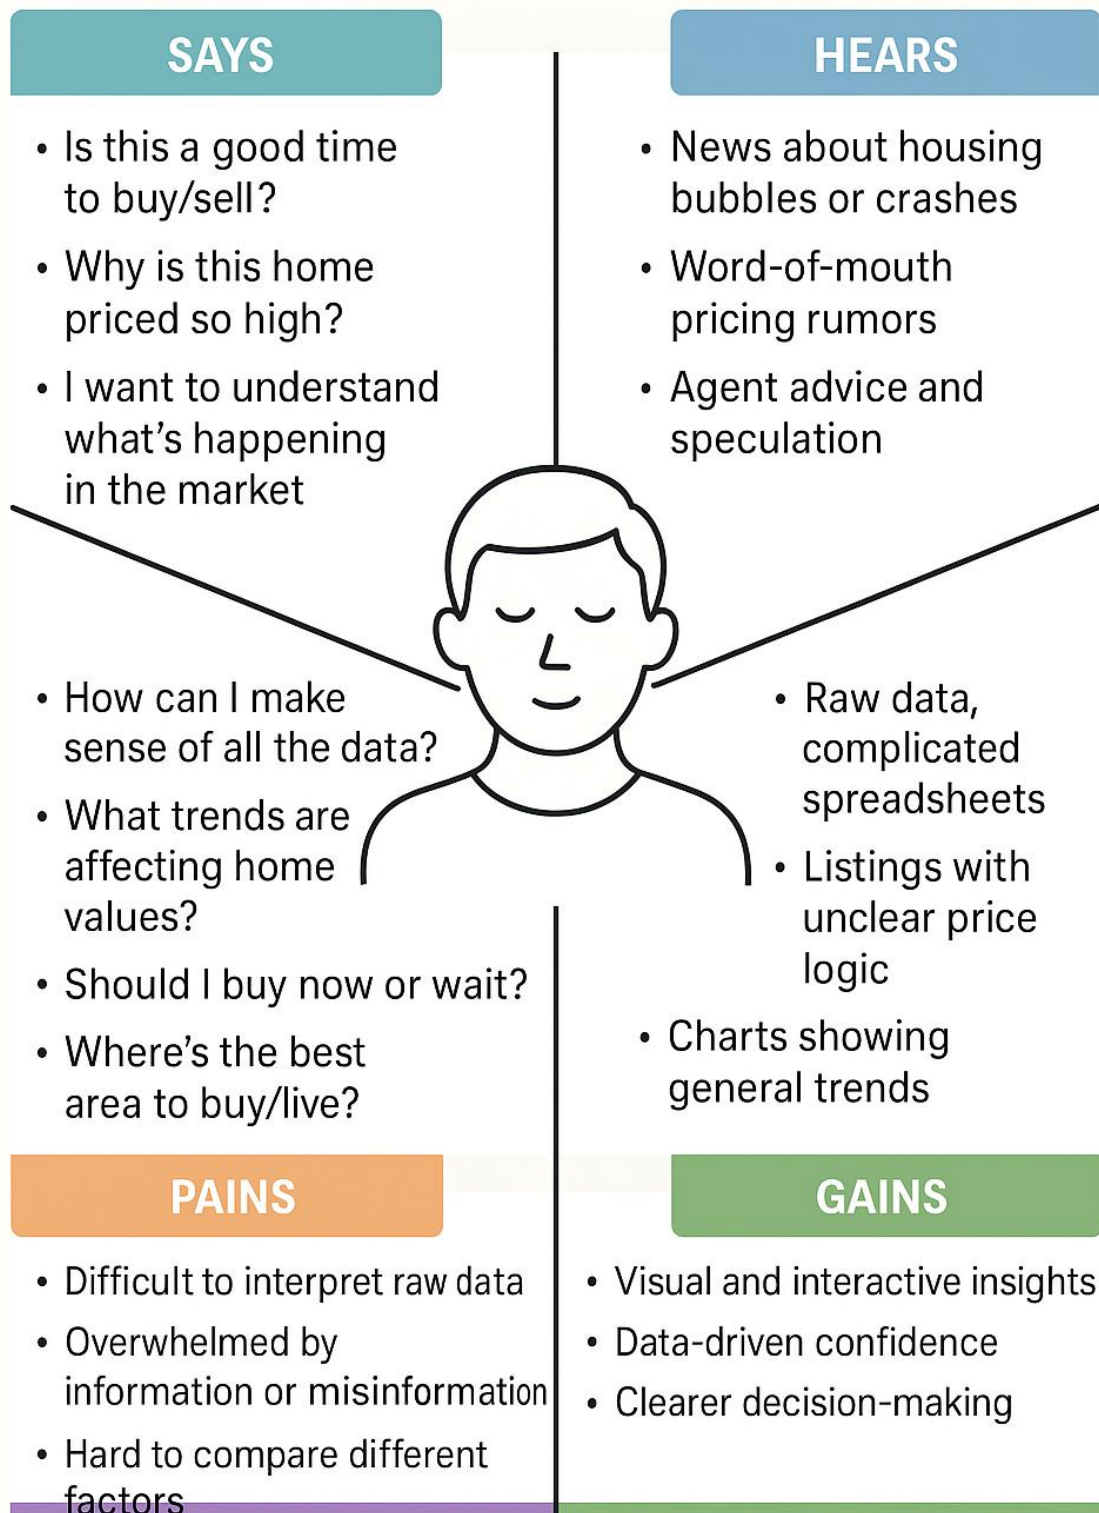 SAYS
• Is this a good time
to buy/sell?
• Why is this home
priced so high?
• I want to understand
what's happening
in the market
HEARS
• News about housing
bubbles or crashes
• Word-of-mouth
pricing rumors
• Agent advice and
speculation
• How can I make
sense of all the data?
• What trends are
affecting home
values?
• Should I buy now or wait?
• Where's the best
area to buy/live?
• Raw data,
complicated
spreadsheets
• Listings with
unclear price
logic
• Charts showing
general trends
PAINS
• Difficult to interpret raw data
• Overwhelmed by
information or misinformation
• Hard to compare different
factors
GAINS
• Visual and interactive insights
• Data-driven confidence
• Clearer decision-making